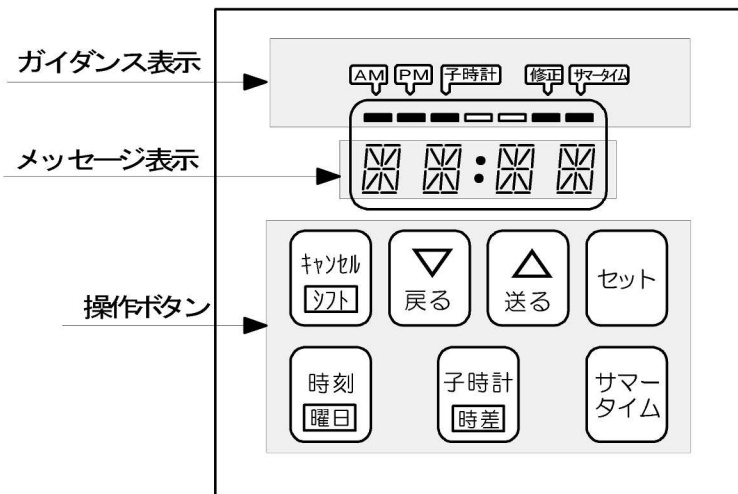 ガイダンス表示
AM PM 子時計 修正 サマータイム
メッセージ表示
操作ボタン
キャンセル
シフト
▽
戻る
△
送る
セット
時刻
曜日
子時計
時差
サマー
タイム